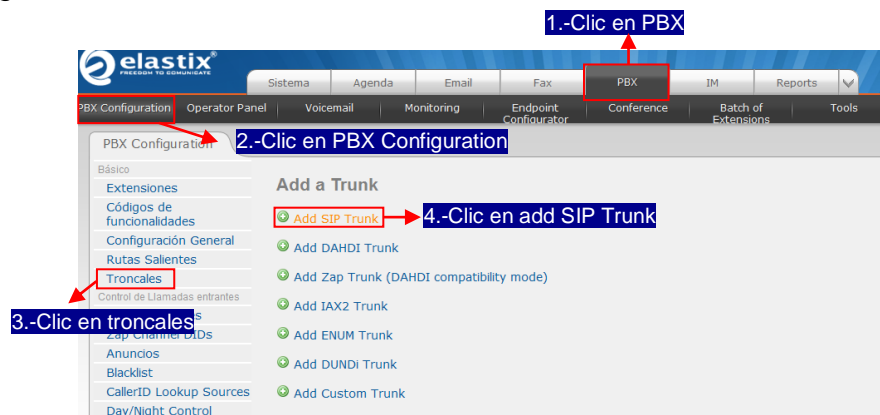 1.-Clic en PBX
elastix®
FREEDOM TO COMUNICATE
Sistema Agenda Email Fax PBX IM Reports
PBX Configuration Operator Panel Voicemail Monitoring Endpoint Configurator Conference Batch of Extensions Tools
2.-Clic en PBX Configuration
PBX Configuration
Básico
Extensiones
Códigos de
funcionalidades
Configuración General
Rutas Salientes
Troncales
Control de Llamadas entrantes
3.-Clic en troncales
Zap Channel DIDs
Anuncios
Blacklist
CallerID Lookup Sources
Day/Night Control
Add a Trunk
Add SIP Trunk
4.-Clic en add SIP Trunk
Add DAHDI Trunk
Add Zap Trunk (DAHDI compatibility mode)
Add IAX2 Trunk
Add ENUM Trunk
Add DUNDi Trunk
Add Custom Trunk